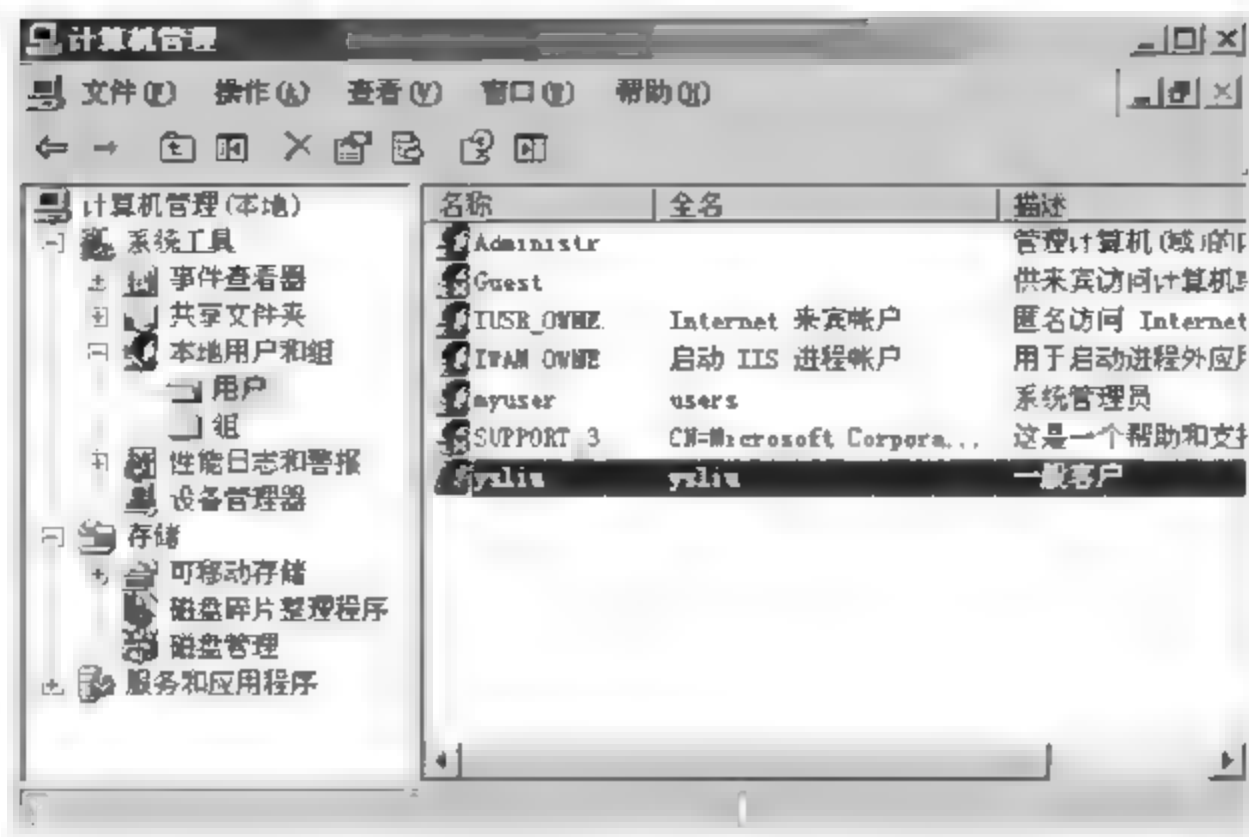 计算机管理
文件(F) 操作(A) 查看(V) 窗口(W) 帮助(H)
计算机管理(本地)
系统工具
事件查看器
共享文件夹
本地用户和组
用户
组
性能日志和警报
设备管理器
存储
可移动存储
磁盘碎片整理程序
磁盘管理
服务和应用程序
名称 全名 描述
Administr 管理计算机(域)的
Guest 供来宾访问计算机
IUSR_OWNE. Internet 来宾帐户 匿名访问 Internet
IWAM_OWNE 启动 IIS 进程帐户 用于启动进程外应
myuser users 系统管理员
SUPPORT_3 CN=Microsoft Corpora... 这是一个帮助和支
ysliu ysliu 一般客户